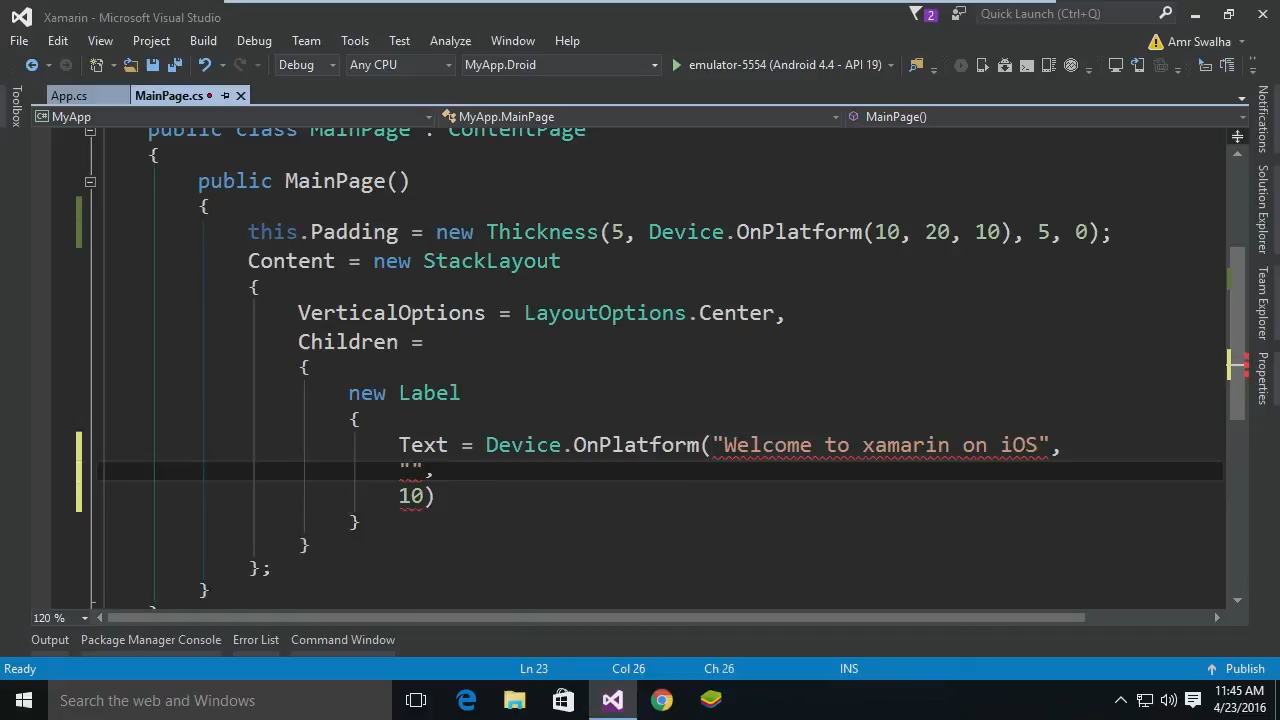 Xamarin - Microsoft Visual Studio
2
Quick Launch (Ctrl+Q)
File Edit View Project Build Debug Team Tools Test Analyze Window Help
Amr Swalha
Debug Any CPU MyApp.Droid emulator-5554 (Android 4.4 - API 19)
Toolbox
App.cs MainPage.cs
MyApp MyApp.MainPage MainPage()
public class MainPage : ContentPage
{
public MainPage()
{
this.Padding = new Thickness(5, Device.OnPlatform(10, 20, 10), 5, 0);
Content = new StackLayout
{
VerticalOptions = LayoutOptions.Center,
Children =
{
new Label
{
Text = Device.OnPlatform("Welcome to xamarin on iOS",
"",
10)
}
}
};
}
Notifications
Solution Explorer
Team Explorer
Properties
120 %
Output Package Manager Console Error List Command Window
Ready Ln 23 Col 26 Ch 26 INS Publish
Search the web and Windows
11:45 AM
4/23/2016